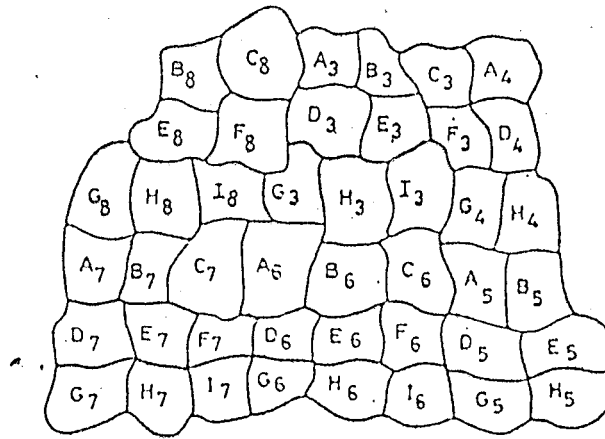 B8 C8 A3 B3 C3 A4
E8 F8 D3 E3 F3 D4
G8 H8 I8 G3 H3 I3 G4 H4
A7 B7 C7 A6 B6 C6 A5 B5
D7 E7 F7 D6 E6 F6 D5 E5
G7 H7 I7 G6 H6 I6 G5 H5